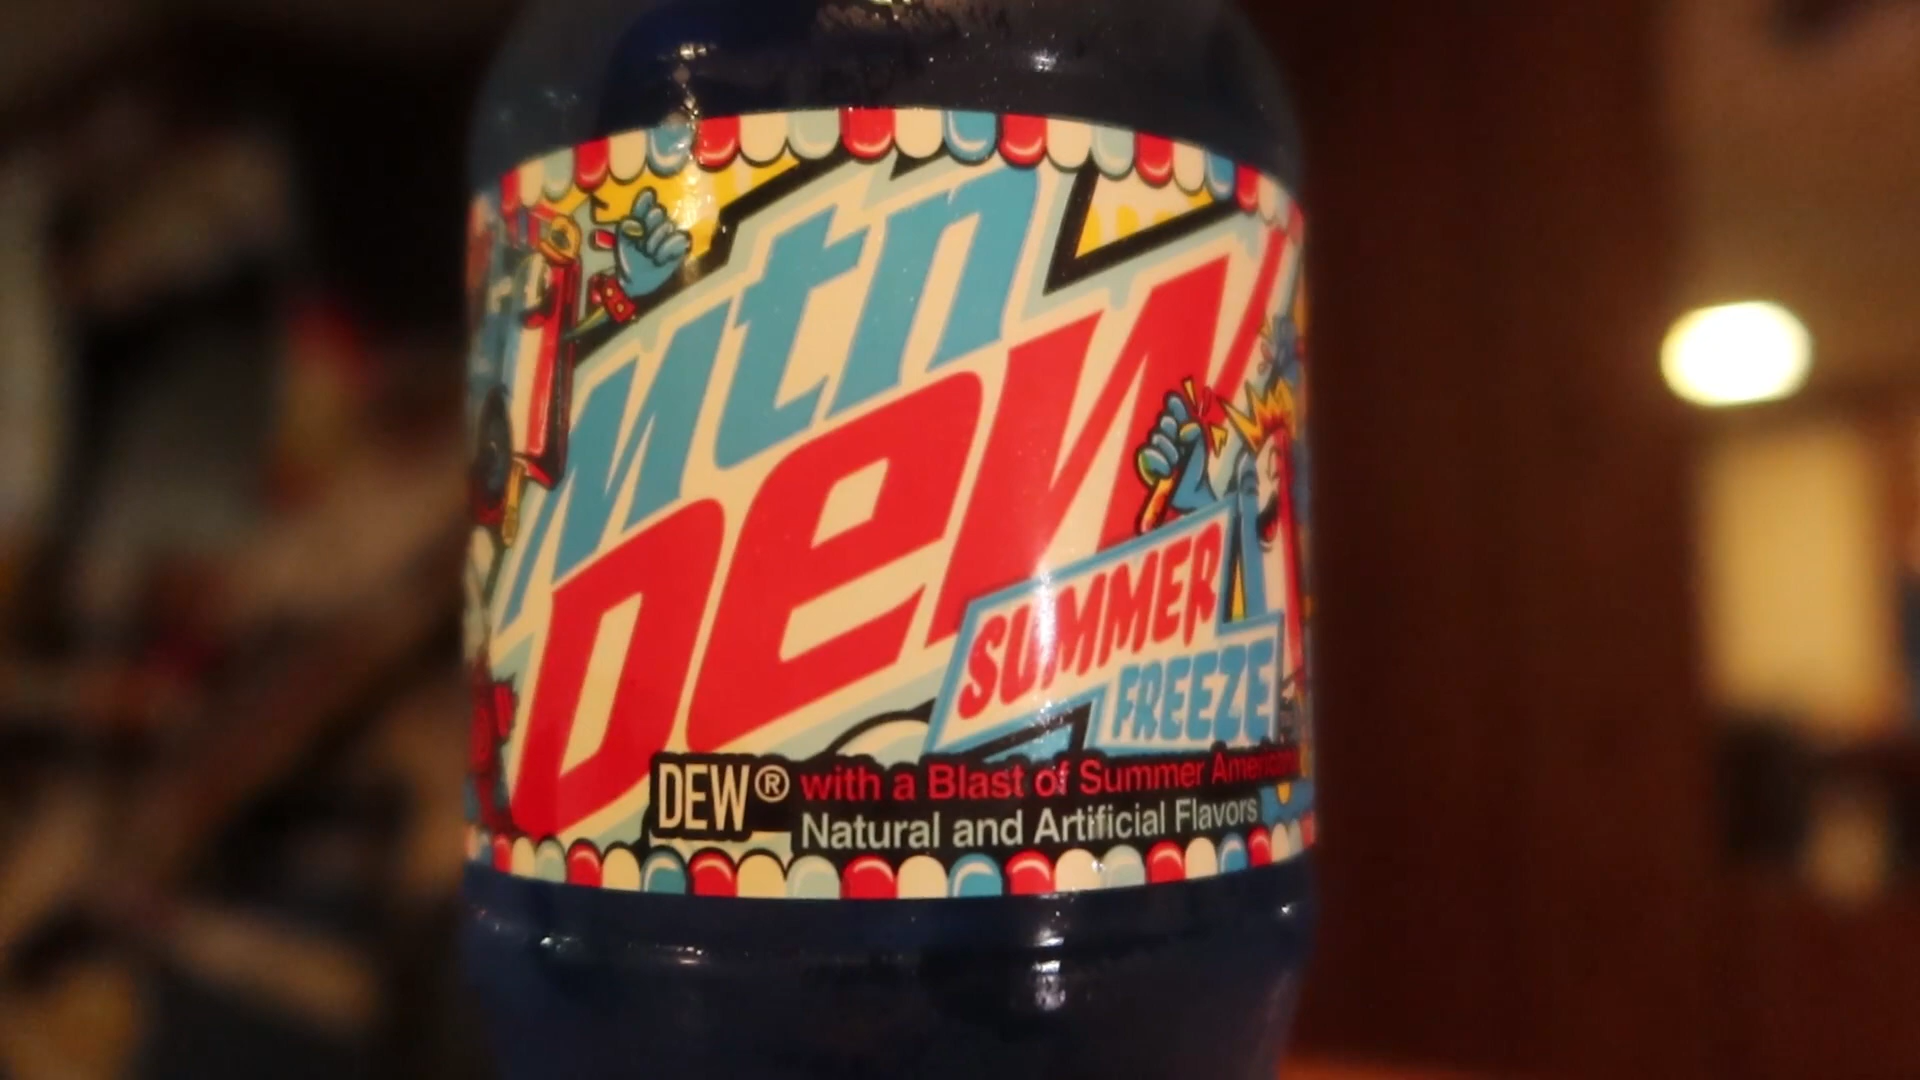 mtn
Dew
SUMMER
FREEZE
DEW® with a Blast of Summer
Natural and Artificial Flavors